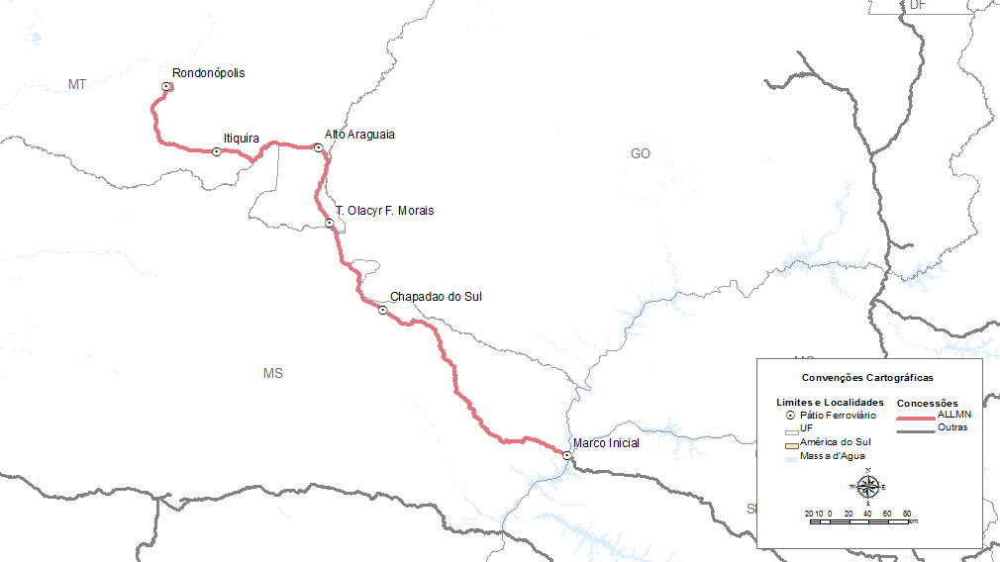 DF
Rondonópolis
MT
Itiquira
Alto Araguaia
GO
T. Olacyr F. Morais
Chapadao do Sul
MS
Marco Inicial
Convenções Cartográficas
Limites e Localidades
Pátio Ferroviário
UF
América do Sul
Massa d'Agua
Concessões
ALLMN
Outras
N
W E
S
20 10 0 20 40 60 80
km